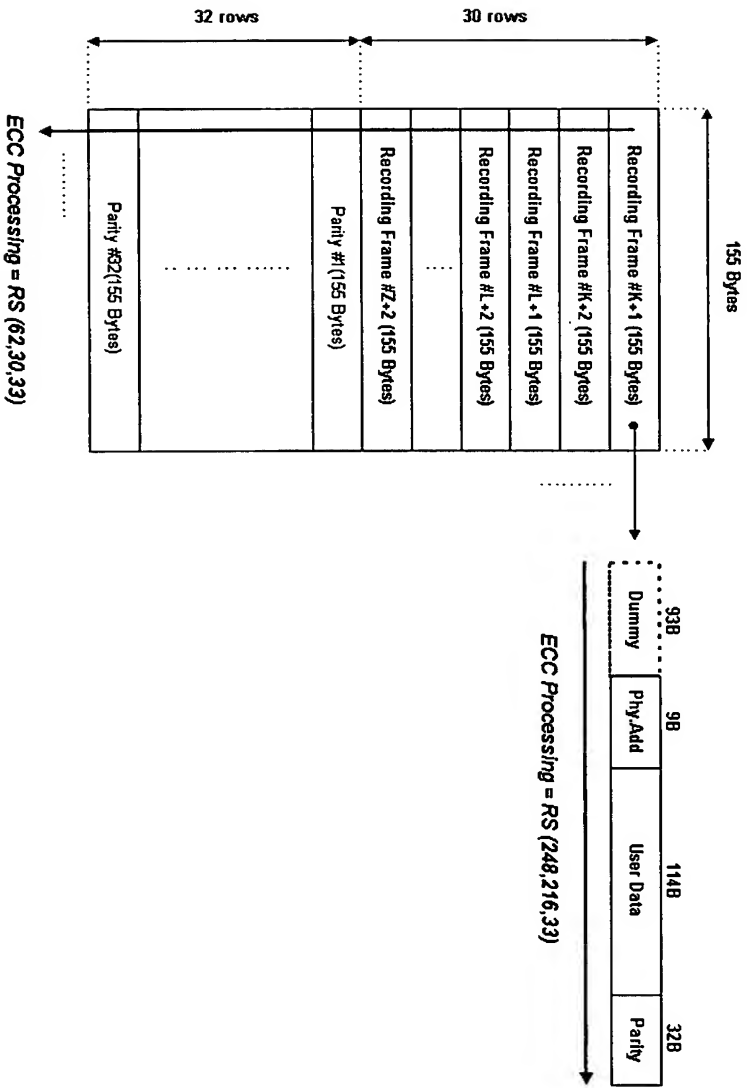 155 Bytes
30 rows
32 rows
Recording Frame #K+1 (155 Bytes)
Recording Frame #K+2 (155 Bytes)
Recording Frame #L+1 (155 Bytes)
Recording Frame #L+2 (155 Bytes)
......
Recording Frame #Z+2 (155 Bytes)
Parity #1(155 Bytes)
... ... ... ......
Parity #32(155 Bytes)
ECC Processing = RS (62,30,33)
93B 9B 114B 32B
Dummy Phy.Add User Data Parity
ECC Processing = RS (248,216,33)